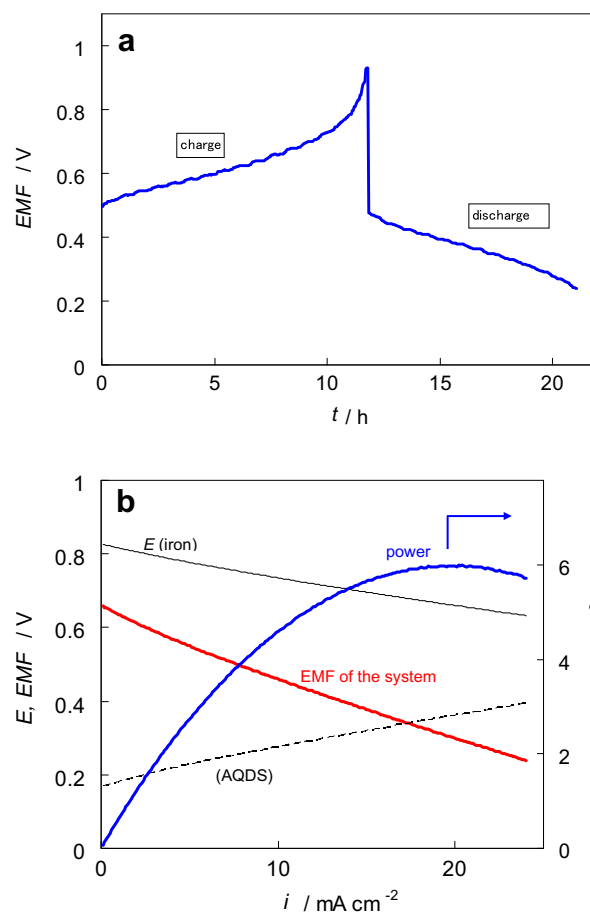 a
1
0.8
0.6
0.4
0.2
0
EMF / V
charge
discharge
0
5
10
15
20
t / h
b
1
0.8
0.6
0.4
0.2
0
E, EMF / V
E (iron)
power
EMF of the system
(AQDS)
6
4
2
0
0
10
20
i / mA cm -2